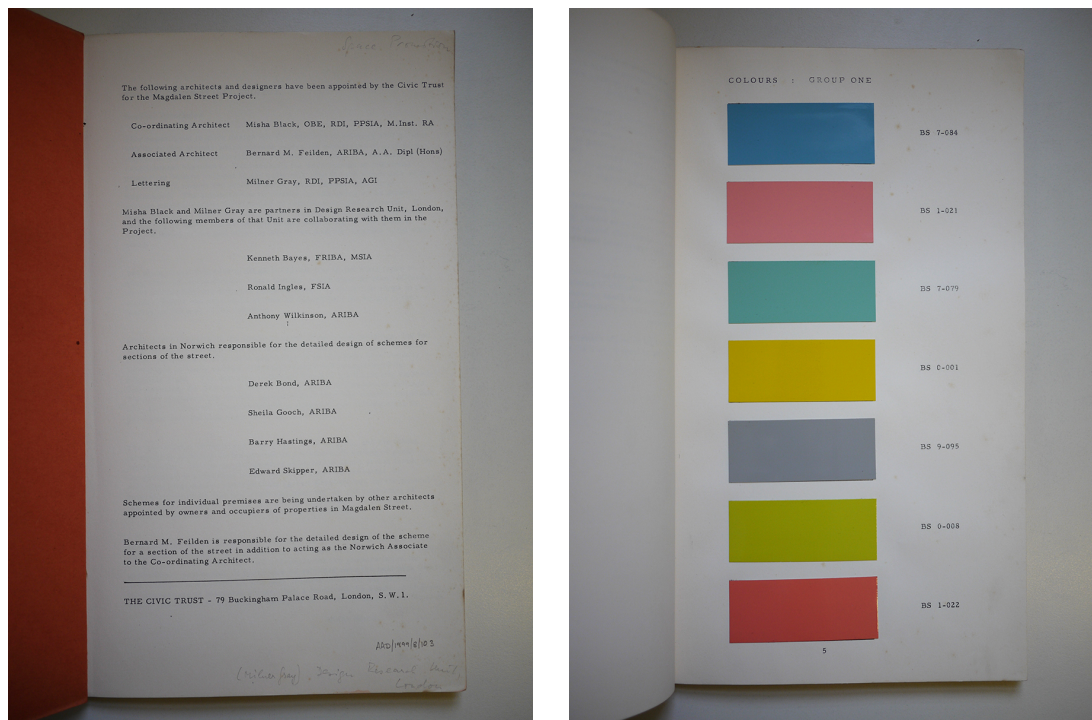 The following architects and designers have been appointed by the Civic Trust
for the Magdalen Street Project.
Co-ordinating Architect Misha Black, OBE, RDI, PPSIA, M.Inst. RA
Associated Architect Bernard M. Feilden, ARIBA, A.A. Dipl (Hons)
Lettering Milner Gray, RDI, PPSIA, AGI
Misha Black and Milner Gray are partners in Design Research Unit, London,
and the following members of that Unit are collaborating with them in the
Project.
Kenneth Bayes, FRIBA, MSIA
Ronald Ingles, FSIA
Anthony Wilkinson, ARIBA
Architects in Norwich responsible for the detailed design of schemes for
sections of the street.
Derek Bond, ARIBA
Sheila Gooch, ARIBA
Barry Hastings, ARIBA
Edward Skipper, ARIBA
Schemes for individual premises are being undertaken by other architects
appointed by owners and occupiers of properties in Magdalen Street.
Bernard M. Feilden is responsible for the detailed design of the scheme
for a section of the street in addition to acting as the Norwich Associate
to the Co-ordinating Architect.
THE CIVIC TRUST - 79 Buckingham Palace Road, London, S.W.1.
AAD/1999/8/103
(Milner Gray). Design Research Unit,
London
COLOURS : GROUP ONE
BS 7-084
BS 1-021
BS 7-079
BS 0-001
BS 9-095
BS 0-008
BS 1-022
5